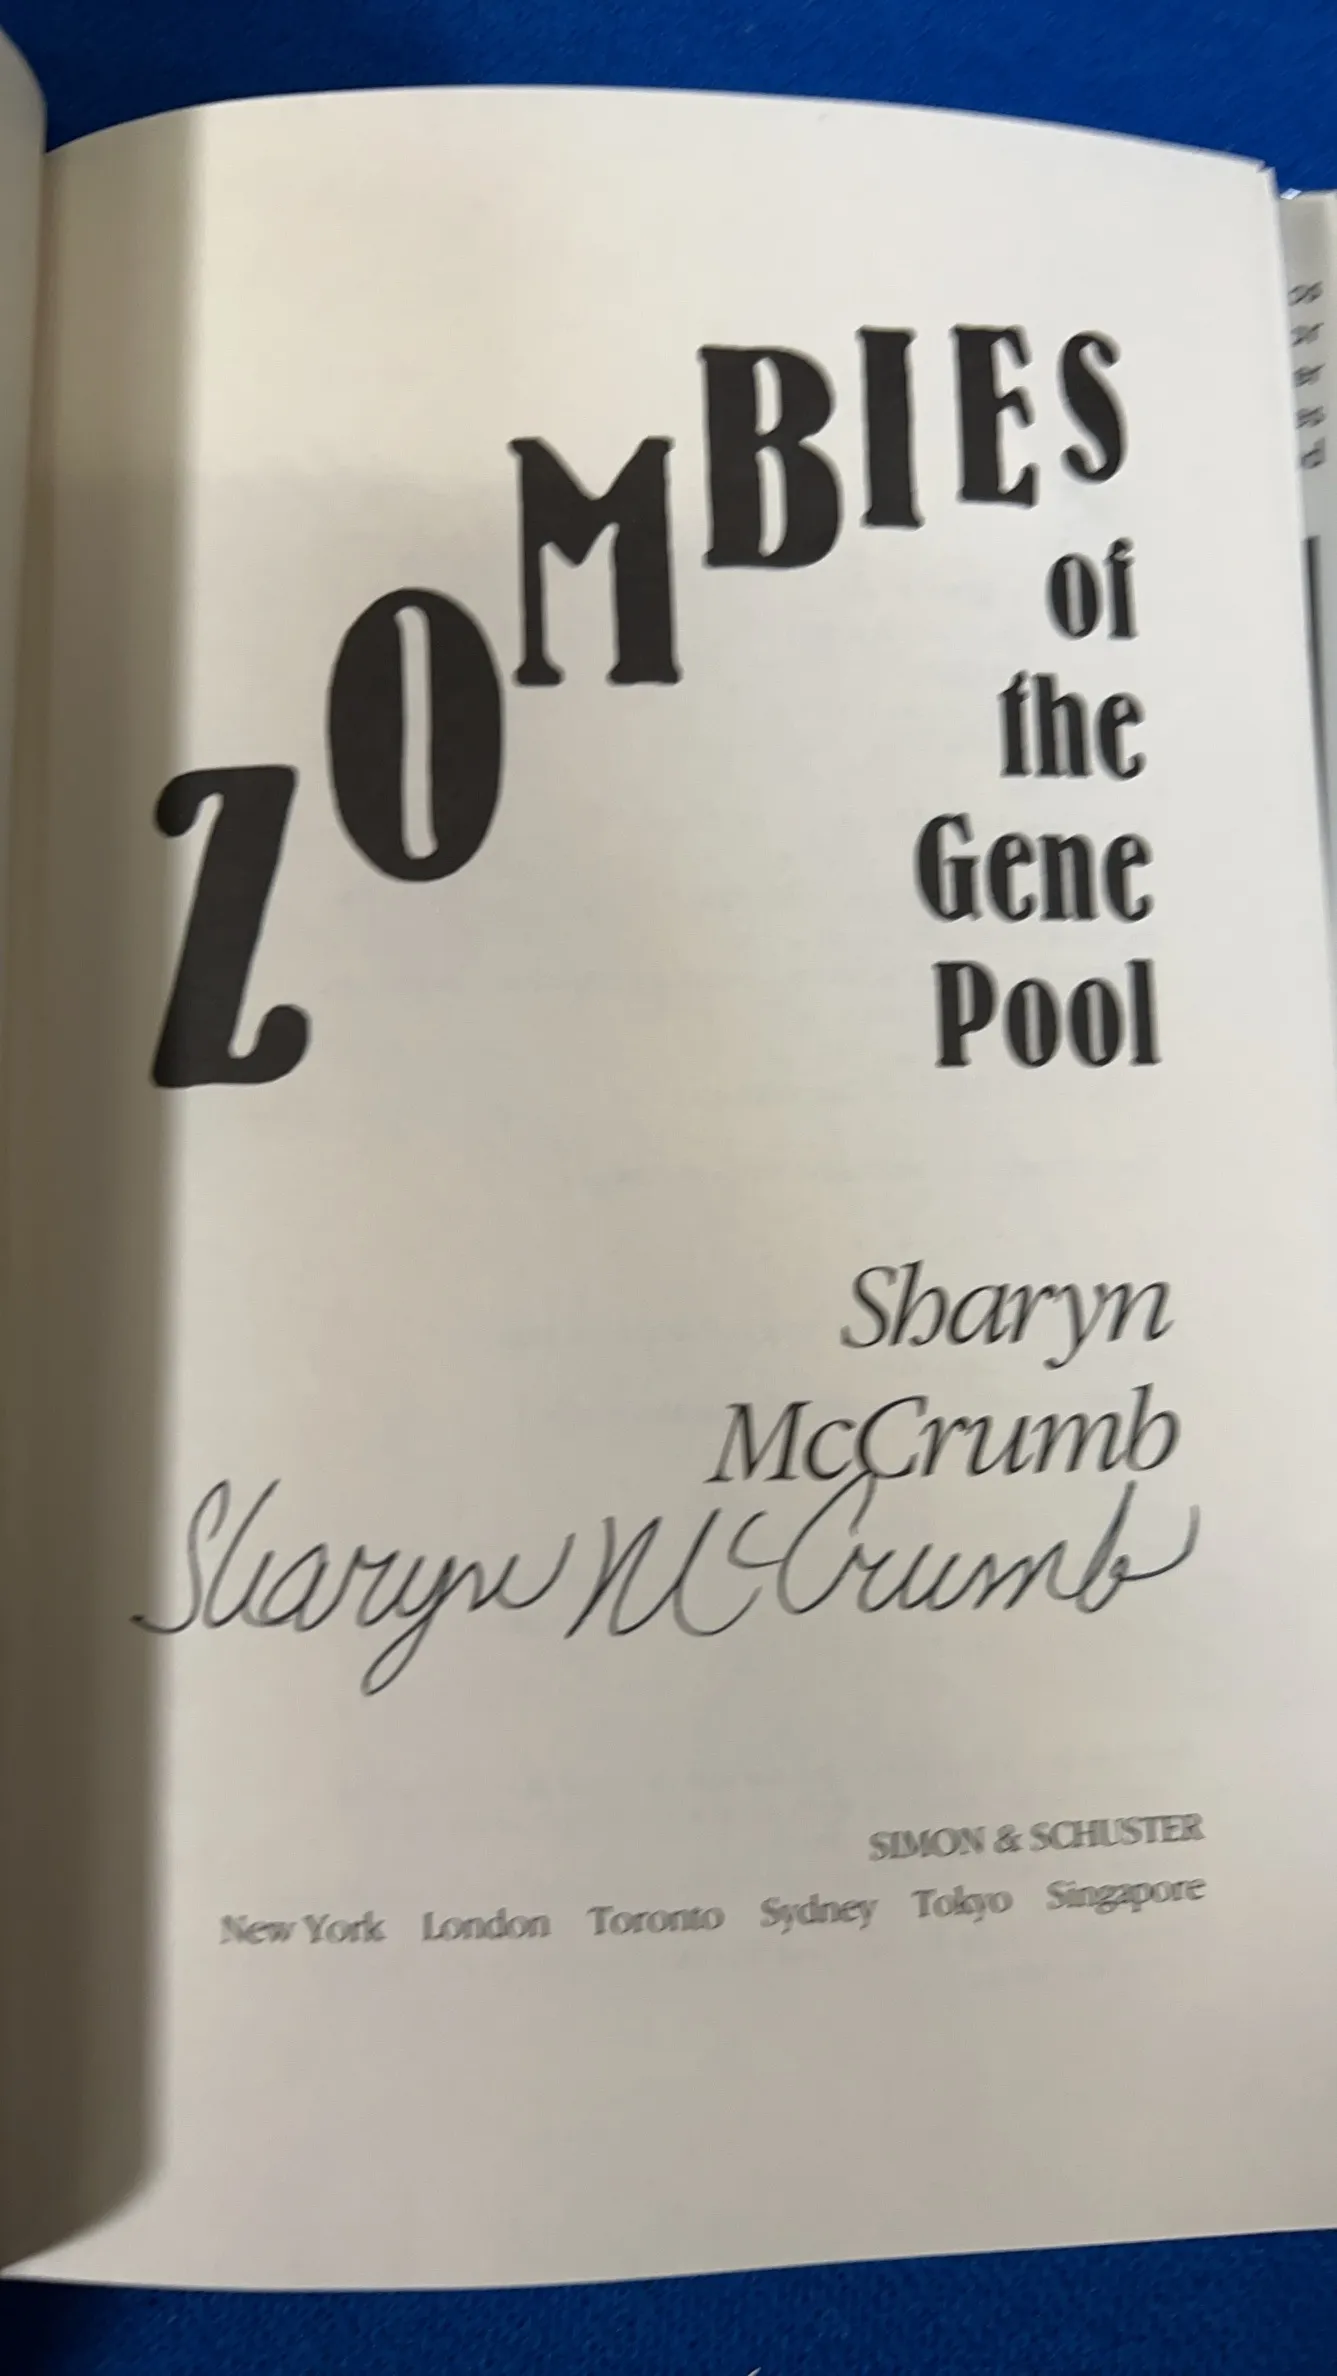 ZOMBIES
of
the
Gene
Pool
Sharyn
McCrumb
Sharyn McCrumb
SIMON & SCHUSTER
New York London Toronto Sydney Tokyo Singapore